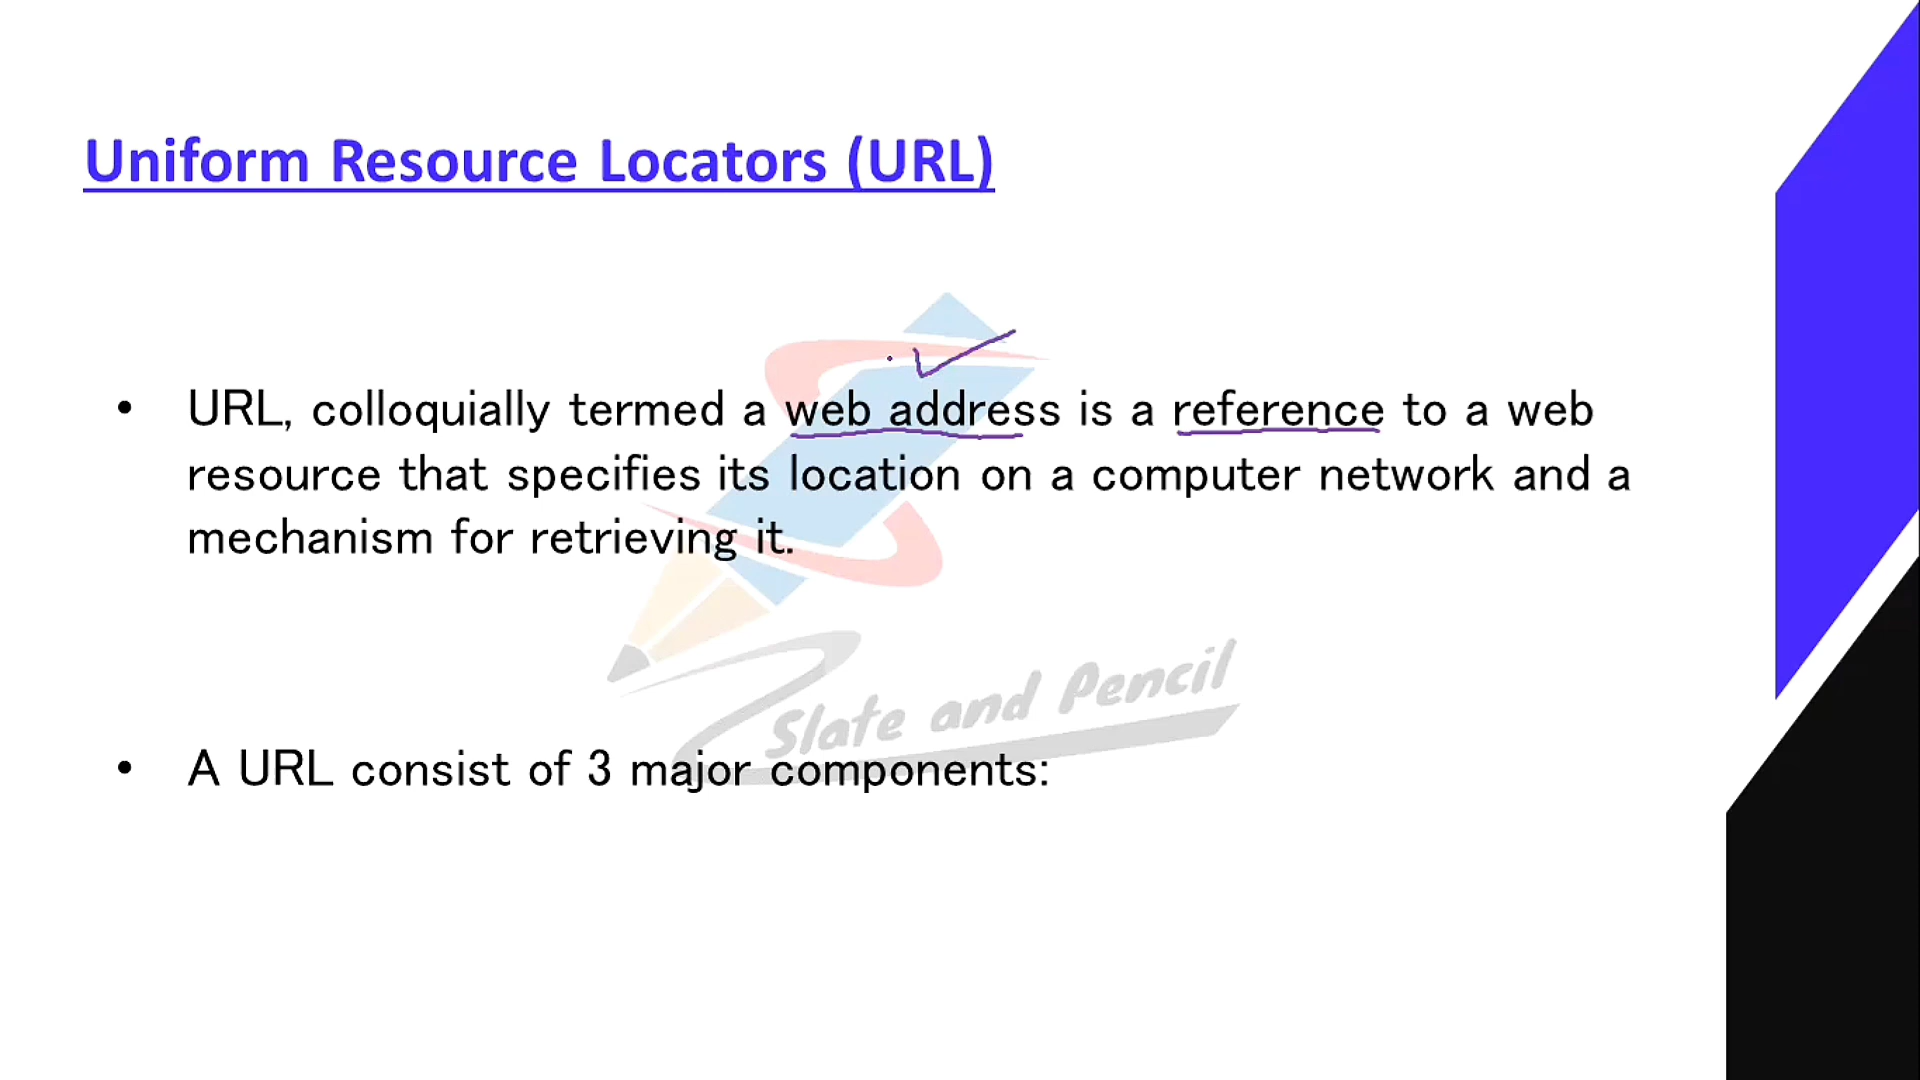 Uniform Resource Locators (URL)
• URL, colloquially termed a web address is a reference to a web
resource that specifies its location on a computer network and a
mechanism for retrieving it.
Slate and Pencil
• A URL consist of 3 major components: